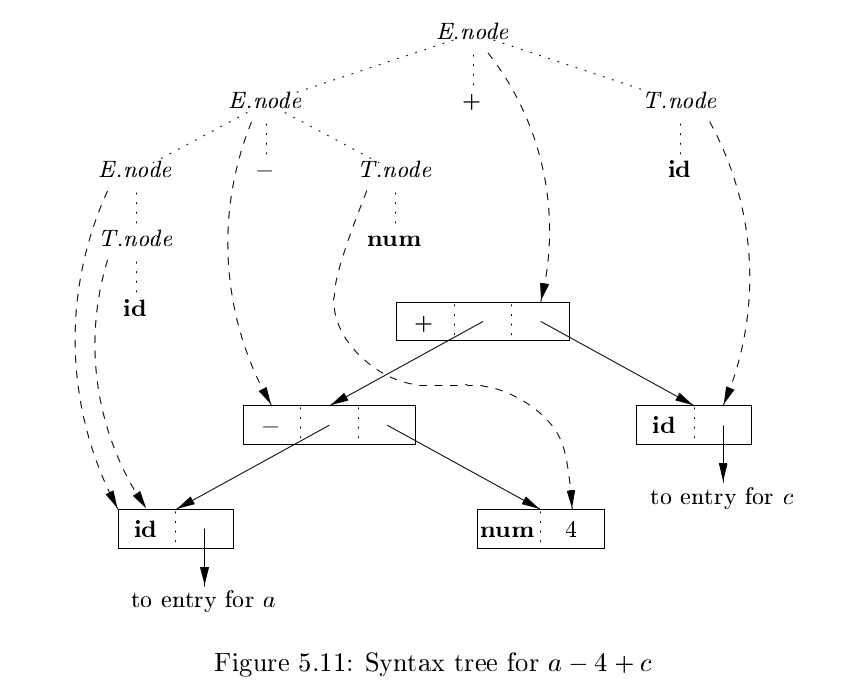 E.node
E.node + T.node
E.node − T.node id
T.node num
id
+
− id
to entry for c
id num 4
to entry for a
Figure 5.11: Syntax tree for a − 4 + c